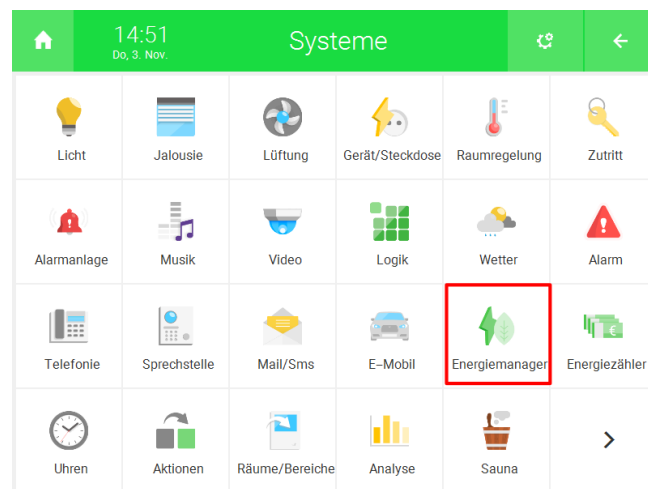 14:51
Do, 3. Nov.
Systeme
Licht
Jalousie
Lüftung
Gerät/Steckdose
Raumregelung
Zutritt
Alarmanlage
Musik
Video
Logik
Wetter
Alarm
Telefonie
Sprechstelle
Mail/Sms
E-Mobil
Energiemanager
Energiezähler
Uhren
Aktionen
Räume/Bereiche
Analyse
Sauna